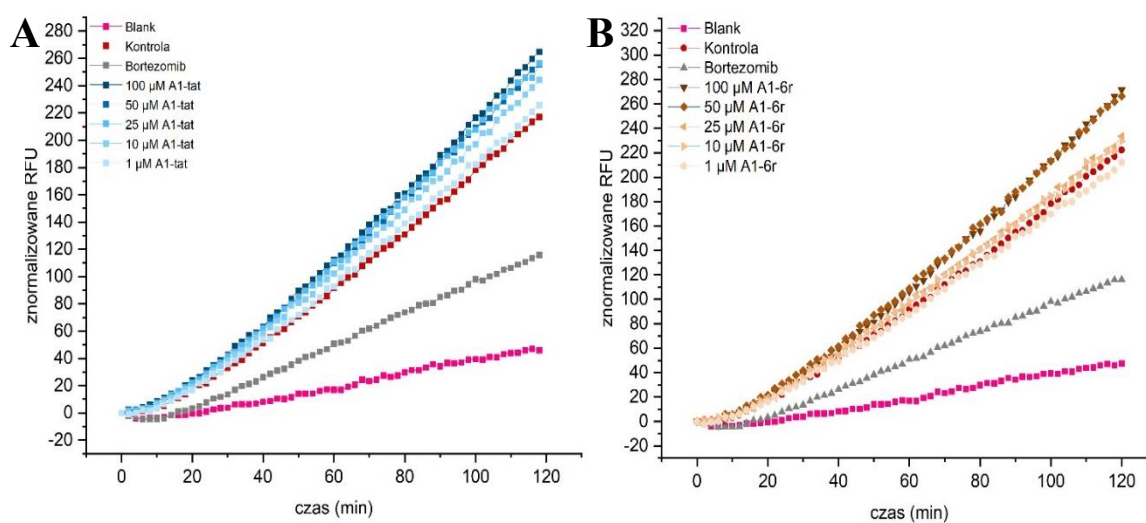 A
280
260
240
220
200
180
160
140
120
100
80
60
40
20
0
-20
znormalizowane RFU
Blank
Kontrola
Bortezomib
100 µM A1-tat
50 µM A1-tat
25 µM A1-tat
10 µM A1-tat
1 µM A1-tat
0 20 40 60 80 100 120
czas (min)
B
320
300
280
260
240
220
200
180
160
140
120
100
80
60
40
20
0
-20
znormalizowane RFU
Blank
Kontrola
Bortezomib
100 µM A1-6r
50 µM A1-6r
25 µM A1-6r
10 µM A1-6r
1 µM A1-6r
0 20 40 60 80 100 120
czas (min)